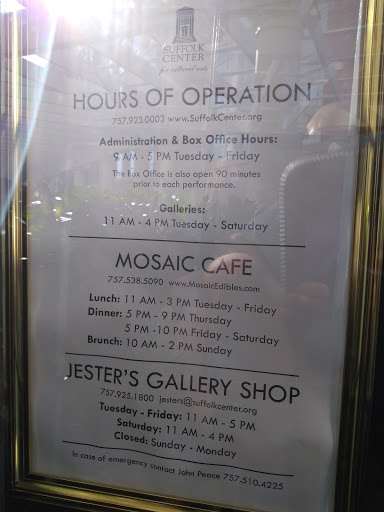 SUFFOLK
CENTER
for cultural arts
HOURS OF OPERATION
757.923.0003 www.SuffolkCenter.org
Administration & Box Office Hours:
9 AM - 5 PM Tuesday - Friday
The Box Office is also open 90 minutes
prior to each performance.
Galleries:
11 AM - 4 PM Tuesday - Saturday
MOSAIC CAFE
757.538.5090 www.MosaicEdibles.com
Lunch: 11 AM - 3 PM Tuesday - Friday
Dinner: 5 PM - 9 PM Thursday
5 PM -10 PM Friday - Saturday
Brunch: 10 AM - 2 PM Sunday
JESTER'S GALLERY SHOP
757.925.1800 jesters@suffolkcenter.org
Tuesday - Friday: 11 AM - 5 PM
Saturday: 11 AM - 4 PM
Closed: Sunday - Monday
In case of emergency contact John Peace 757.510.4225